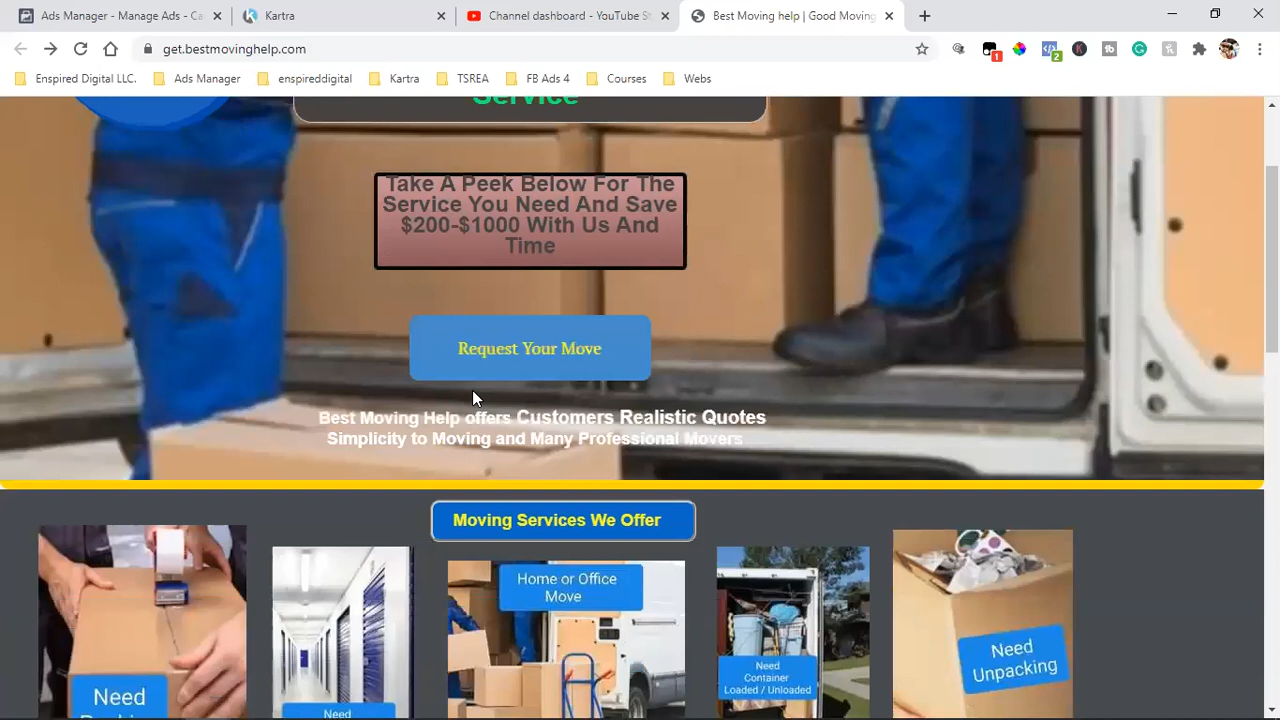 Ads Manager - Manage Ads - Ca
Kartra
Channel dashboard - YouTube St
Best Moving help | Good Moving
get.bestmovinghelp.com
1
2
Enspired Digital LLC.
Ads Manager
enspireddigital
Kartra
TSREA
FB Ads 4
Courses
Webs
Service
Take A Peek Below For The
Service You Need And Save
$200-$1000 With Us And
Time
Request Your Move
Best Moving Help offers Customers Realistic Quotes
Simplicity to Moving and Many Professional Movers
Moving Services We Offer
Need
Need
Home or Office
Move
Need
Container
Loaded / Unloaded
Need
Unpacking